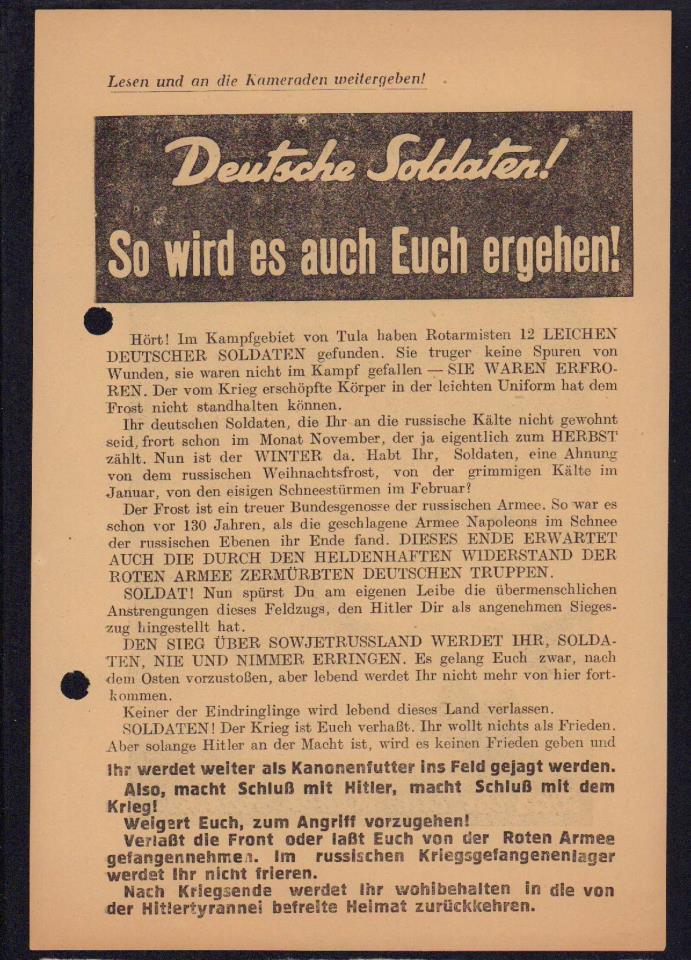 Lesen und an die Kameraden weitergeben!
Deutsche Soldaten!
So wird es auch Euch ergehen!
Hört! Im Kampfgebiet von Tula haben Rotarmisten 12 LEICHEN
DEUTSCHER SOLDATEN gefunden. Sie truger keine Spuren von
Wunden, sie waren nicht im Kampf gefallen — SIE WAREN ERFRO-
REN. Der vom Krieg erschöpfte Körper in der leichten Uniform hat dem
Frost nicht standhalten können.
Ihr deutschen Soldaten, die Ihr an die russische Kälte nicht gewohnt
seid, frort schon im Monat November, der ja eigentlich zum HERBST
zählt. Nun ist der WINTER da. Habt Ihr, Soldaten, eine Ahnung
von dem russischen Weihnachtsfrost, von der grimmigen Kälte im
Januar, von den eisigen Schneestürmen im Februar?
Der Frost ist ein treuer Bundesgenosse der russischen Armee. So war es
schon vor 130 Jahren, als die geschlagene Armee Napoleons im Schnee
der russischen Ebenen ihr Ende fand. DIESES ENDE ERWARTET
AUCH DIE DURCH DEN HELDENHAFTEN WIDERSTAND DER
ROTEN ARMEE ZERMÜRBTEN DEUTSCHEN TRUPPEN.
SOLDAT! Nun spürst Du am eigenen Leibe die übermenschlichen
Anstrengungen dieses Feldzugs, den Hitler Dir als angenehmen Sieges-
zug hingestellt hat.
DEN SIEG ÜBER SOWJETRUSSLAND WERDET IHR, SOLDA-
TEN, NIE UND NIMMER ERRINGEN. Es gelang Euch zwar, nach
dem Osten vorzustoßen, aber lebend werdet Ihr nicht mehr von hier fort-
kommen.
Keiner der Eindringlinge wird lebend dieses Land verlassen.
SOLDATEN! Der Krieg ist Euch verhaßt. Ihr wollt nichts als Frieden.
Aber solange Hitler an der Macht ist, wird es keinen Frieden geben und
Ihr werdet weiter als Kanonenfutter ins Feld gejagt werden.
Also, macht Schluß mit Hitler, macht Schluß mit dem
Krieg!
Weigert Euch, zum Angriff vorzugehen!
Verlaßt die Front oder laßt Euch von der Roten Armee
gefangennehmen. Im russischen Kriegsgefangenenlager
werdet Ihr nicht frieren.
Nach Kriegsende werdet Ihr wohlbehalten in die von
der Hitlertyrannei befreite Heimat zurückkehren.